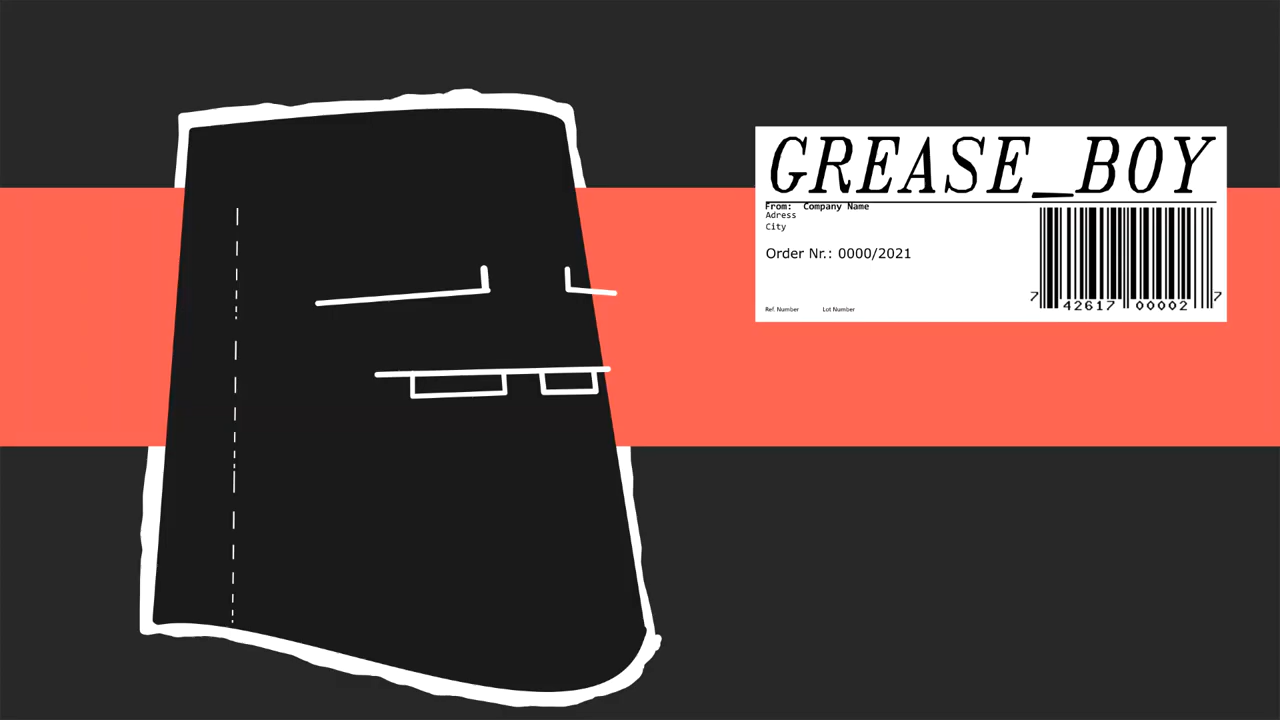 GREASE_BOY
From: Company Name
Adress
City
Order Nr.: 0000/2021
Ref. Number Lot Number
7 42617 00002 7